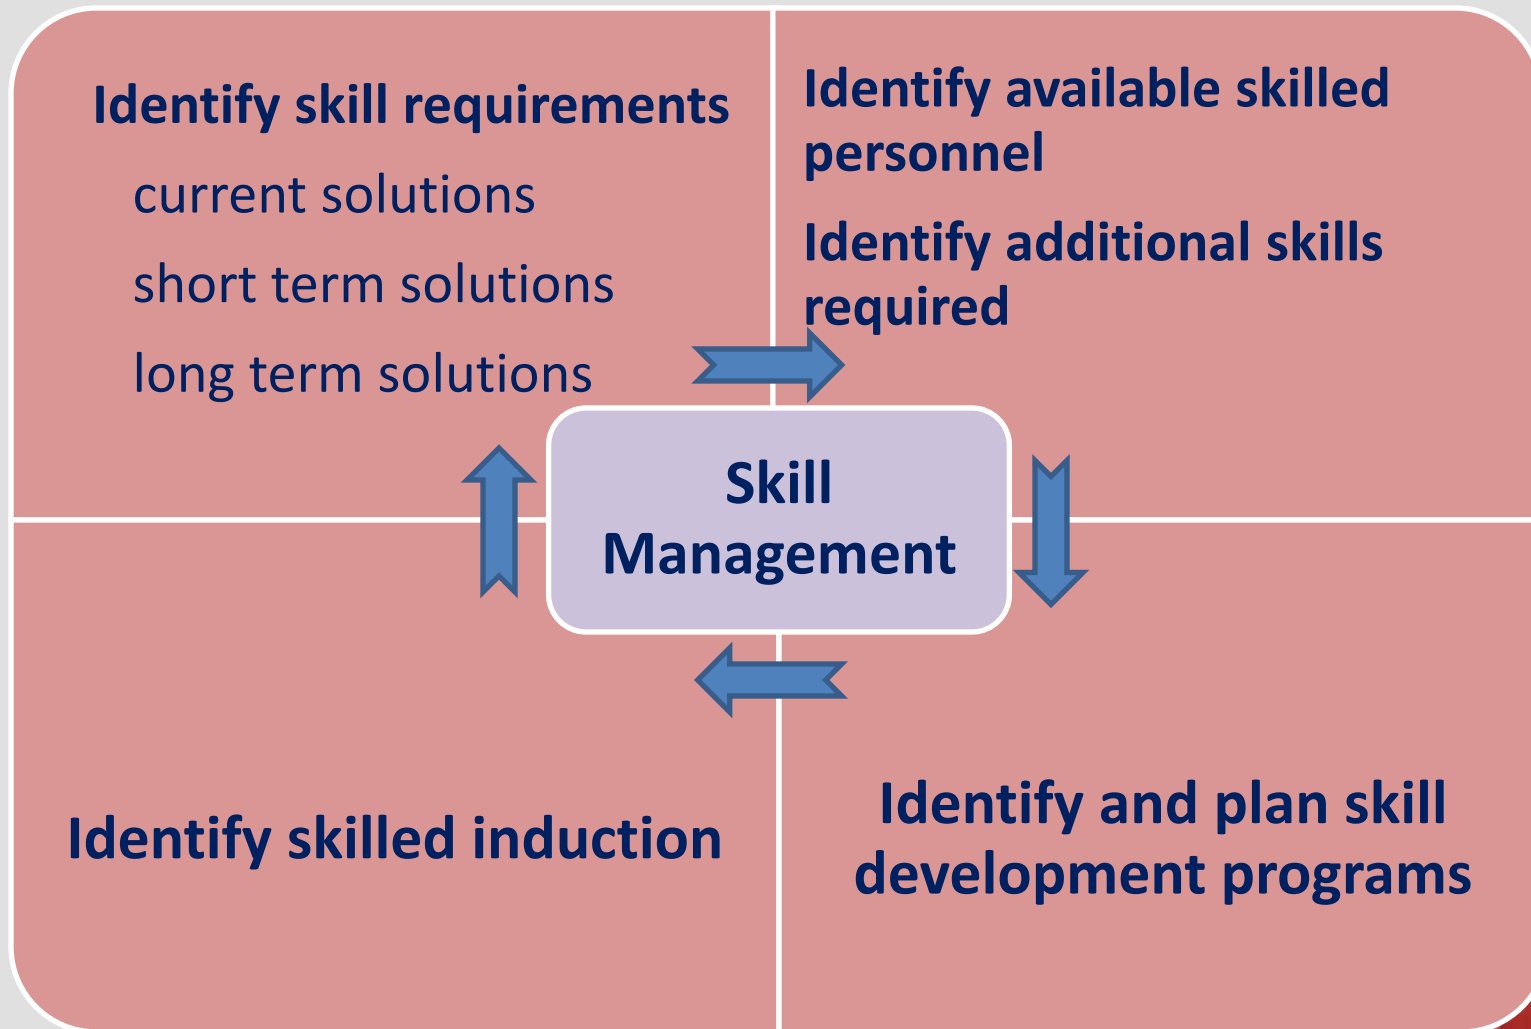 Identify skill requirements
current solutions
short term solutions
long term solutions
Identify available skilled
personnel
Identify additional skills
required
Skill
Management
Identify skilled induction
Identify and plan skill
development programs